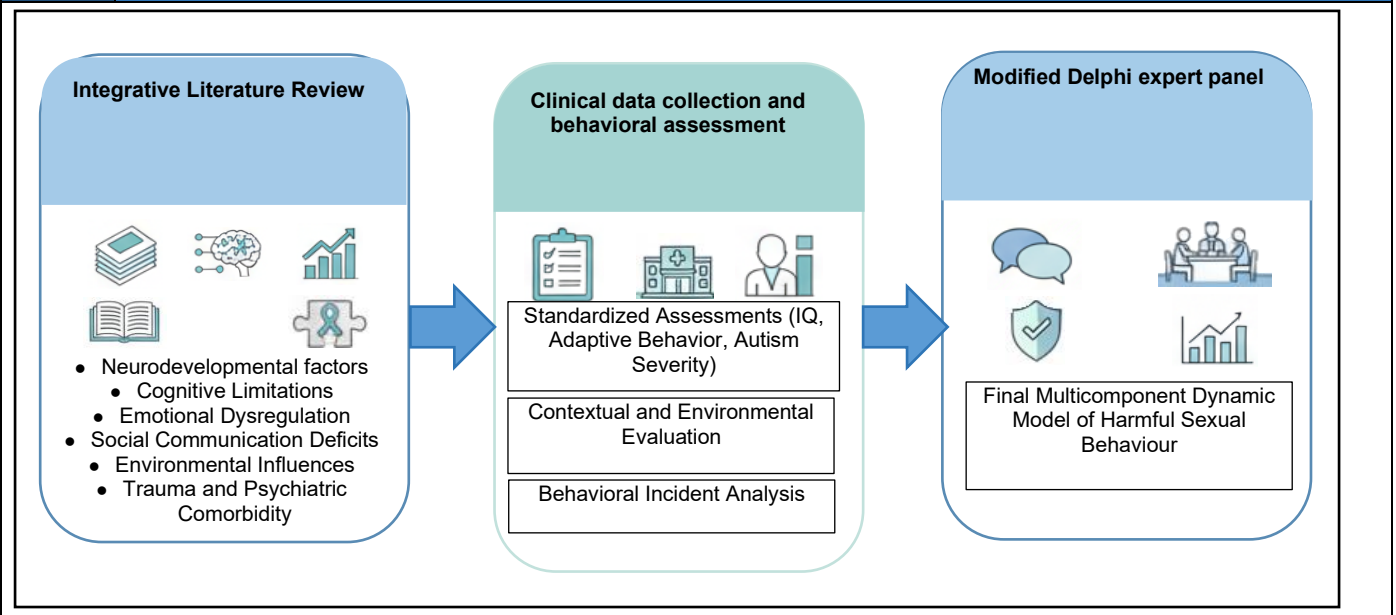 Integrative Literature Review
● Neurodevelopmental factors
● Cognitive Limitations
● Emotional Dysregulation
● Social Communication Deficits
● Environmental Influences
● Trauma and Psychiatric
Comorbidity
Clinical data collection and
behavioral assessment
Standardized Assessments (IQ,
Adaptive Behavior, Autism
Severity)
Contextual and Environmental
Evaluation
Behavioral Incident Analysis
Modified Delphi expert panel
Final Multicomponent Dynamic
Model of Harmful Sexual
Behaviour